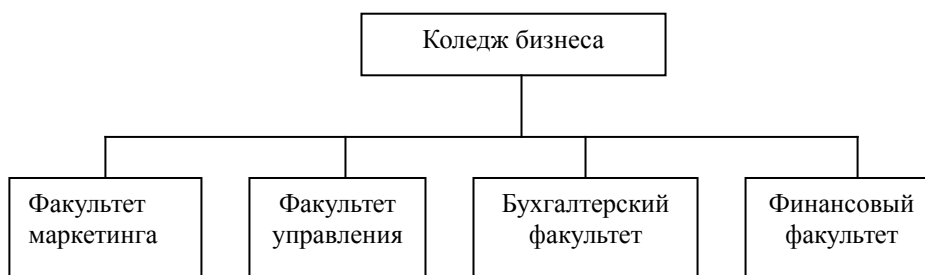 Коледж бизнеса
Факультет
маркетинга
Факультет
управления
Бухгалтерский
факультет
Финансовый
факультет